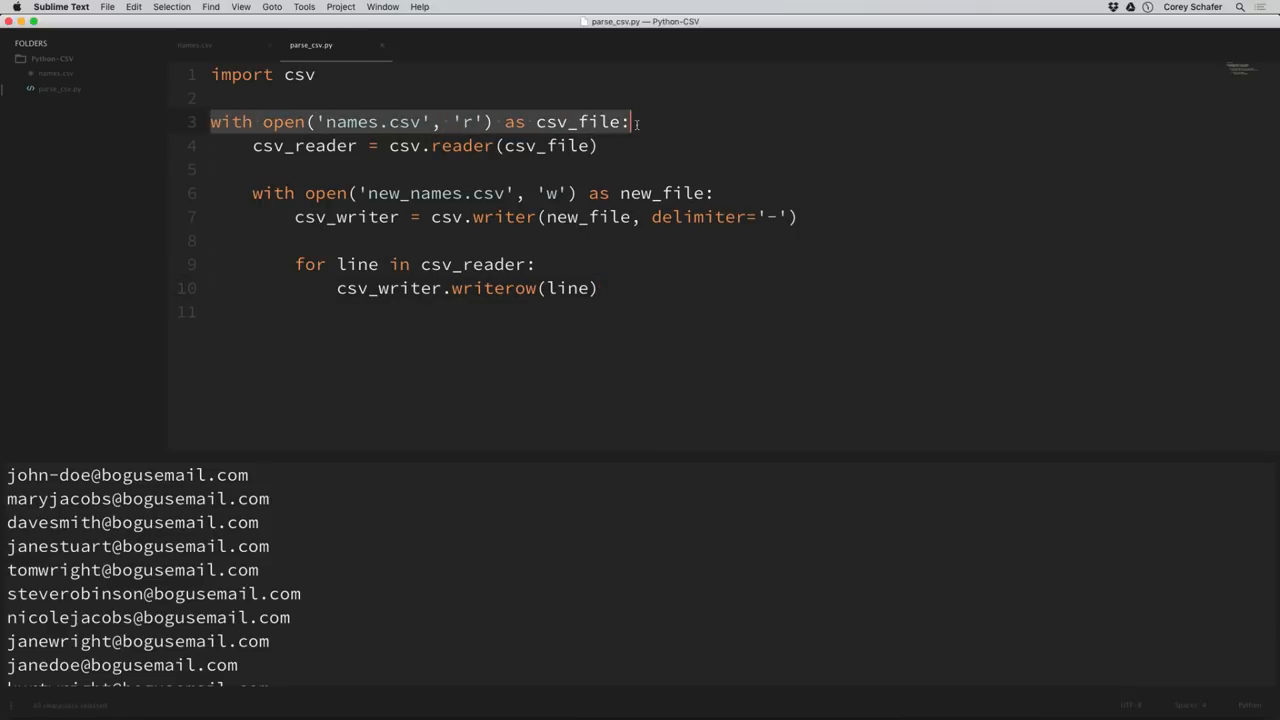 Sublime Text File Edit Selection Find View Goto Tools Project Window Help Corey Schafer
parse_csv.py — Python-CSV
FOLDERS
Python-CSV
names.csv
parse_csv.py
names.csv parse_csv.py
1 import csv
2
3 with open('names.csv', 'r') as csv_file:
4 csv_reader = csv.reader(csv_file)
5
6 with open('new_names.csv', 'w') as new_file:
7 csv_writer = csv.writer(new_file, delimiter='-')
8
9 for line in csv_reader:
10 csv_writer.writerow(line)
11
john-doe@bogusemail.com
maryjacobs@bogusemail.com
davesmith@bogusemail.com
janestuart@bogusemail.com
tomwright@bogusemail.com
steverobinson@bogusemail.com
nicolejacobs@bogusemail.com
janewright@bogusemail.com
janedoe@bogusemail.com
UTF-8 Spaces: 4 Python